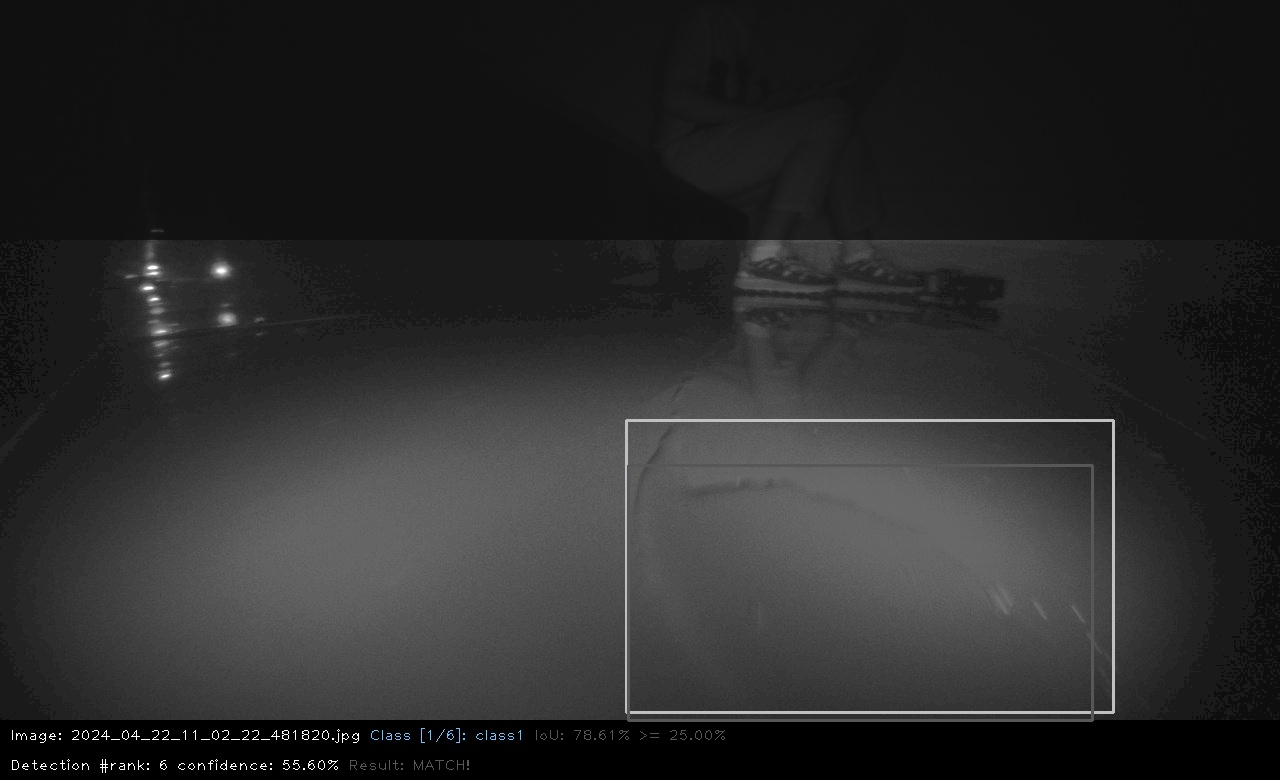 Image: 2024_04_22_11_02_22_481820.jpg Class [1/6]: class1 IoU: 78.61% >= 25.00%
Detection #rank: 6 confidence: 55.60% Result: MATCH!